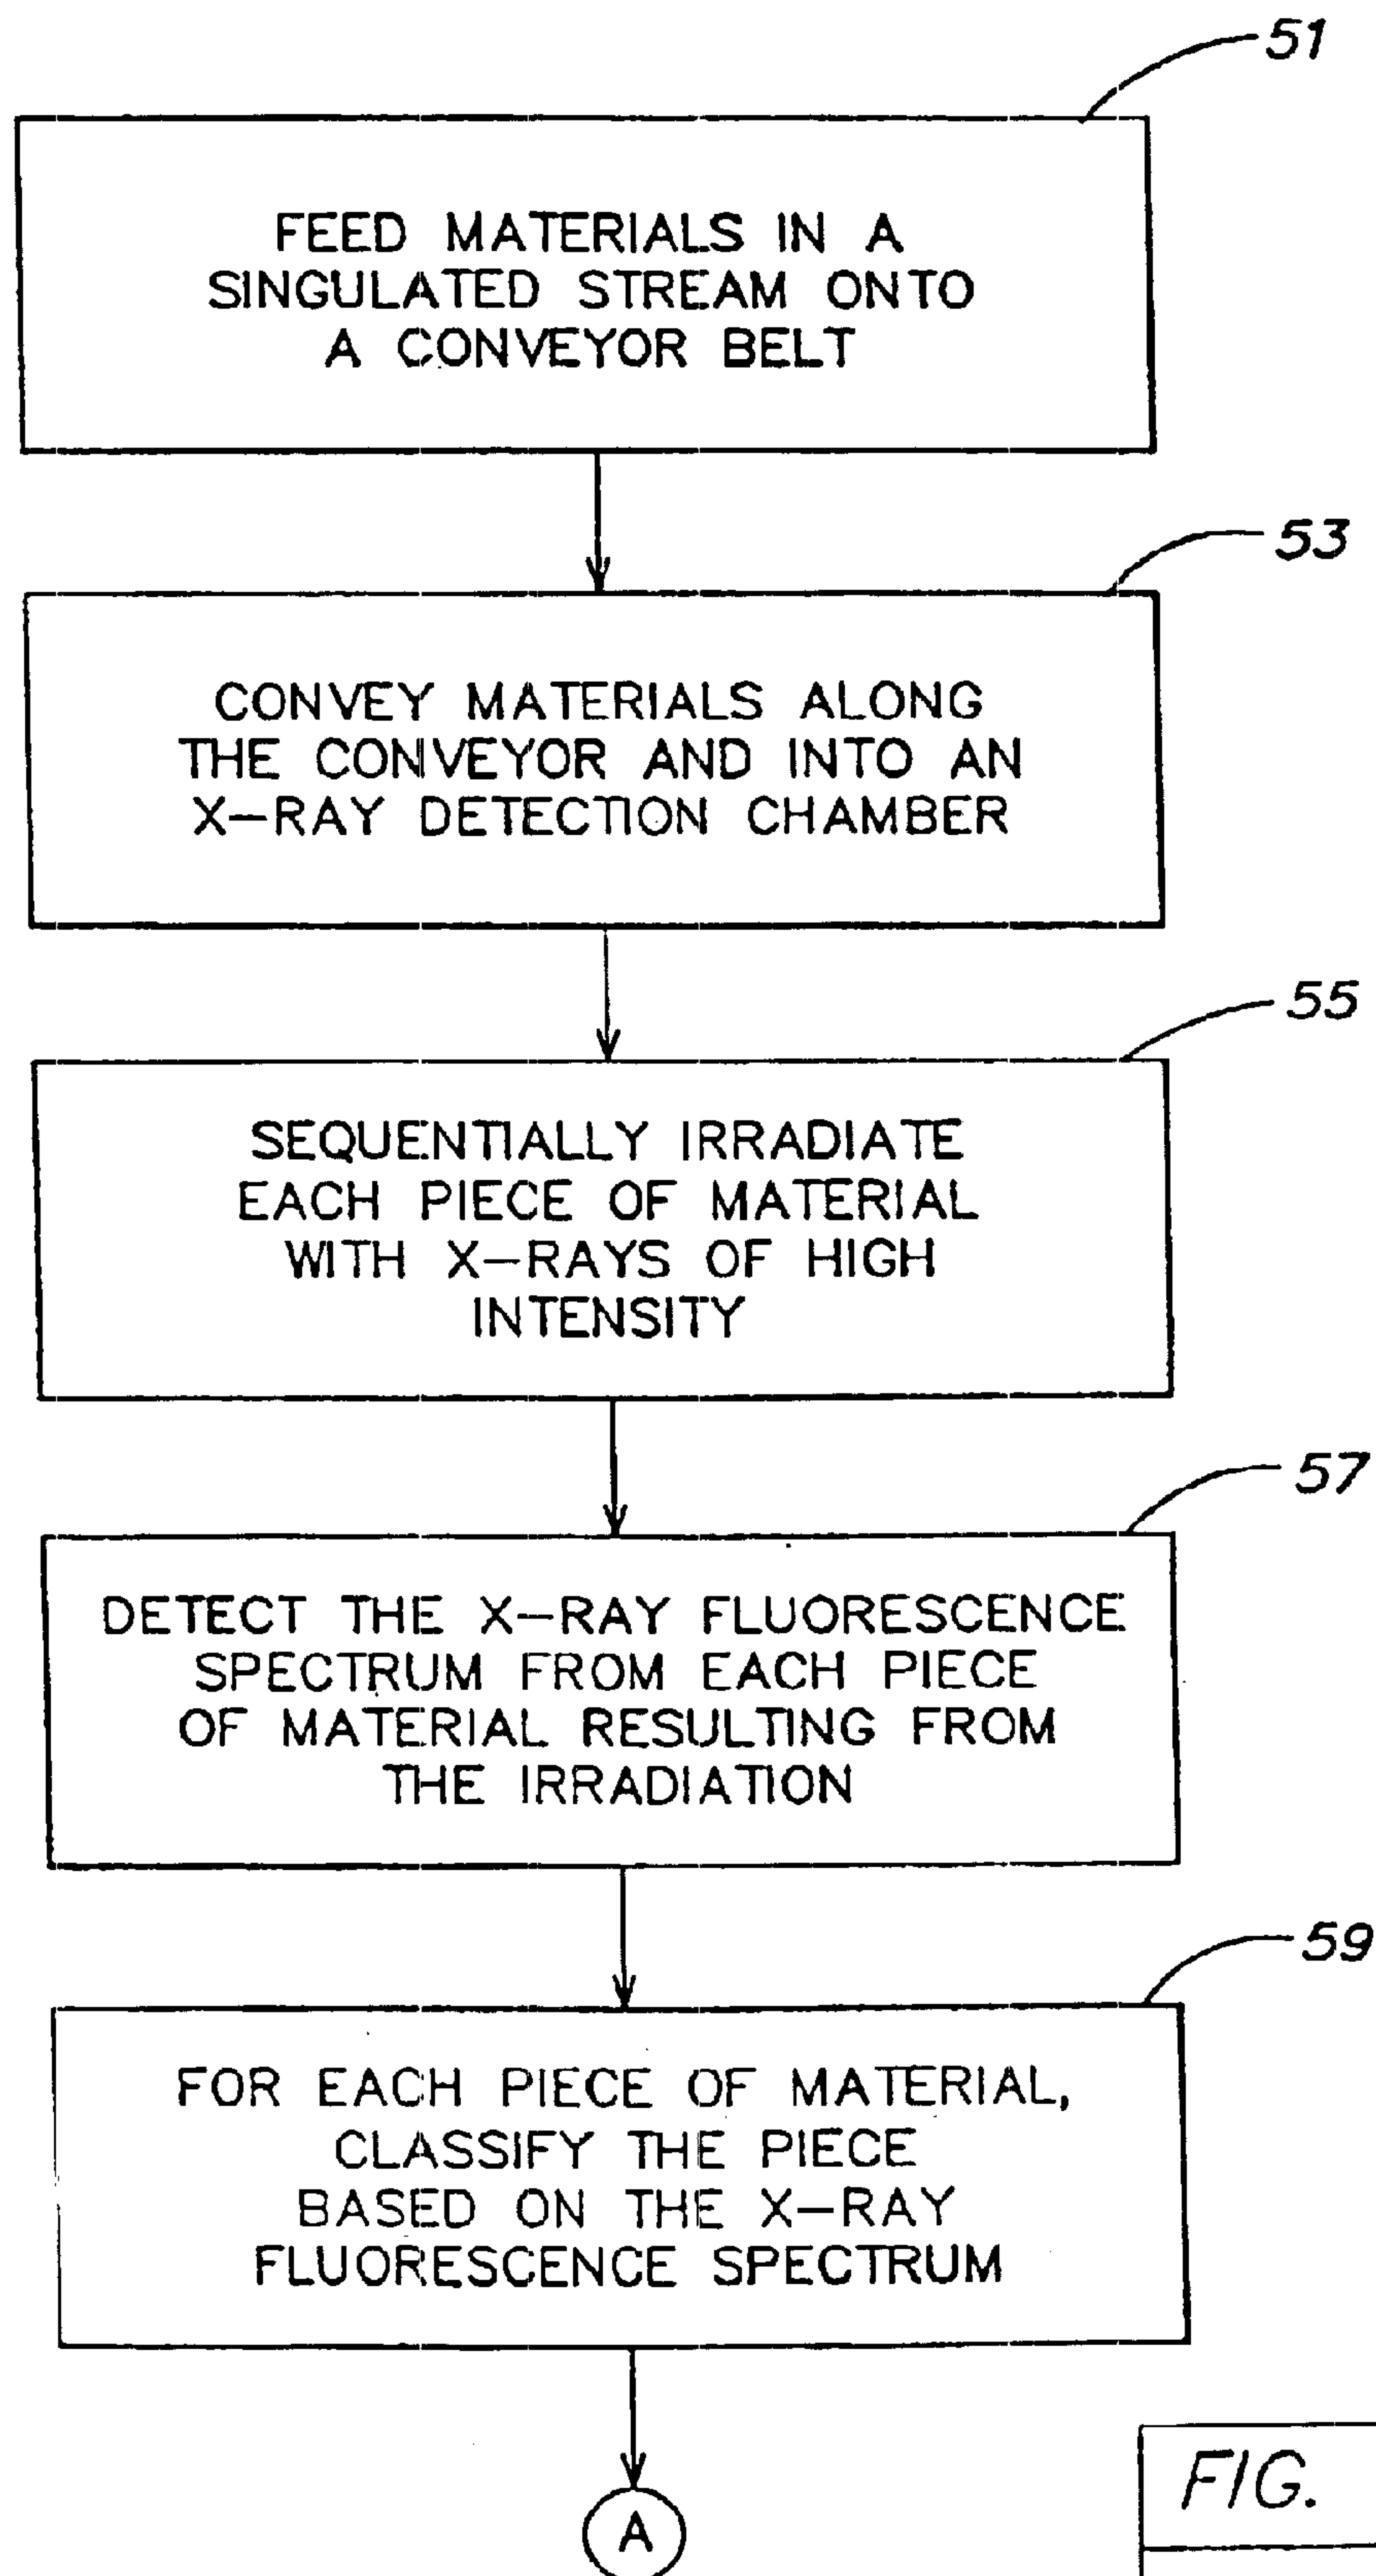 51
FEED MATERIALS IN A
SINGULATED STREAM ONTO
A CONVEYOR BELT
53
CONVEY MATERIALS ALONG
THE CONVEYOR AND INTO AN
X-RAY DETECTION CHAMBER
55
SEQUENTIALLY IRRADIATE
EACH PIECE OF MATERIAL
WITH X-RAYS OF HIGH
INTENSITY
57
DETECT THE X-RAY FLUORESCENCE
SPECTRUM FROM EACH PIECE
OF MATERIAL RESULTING FROM
THE IRRADIATION
59
FOR EACH PIECE OF MATERIAL,
CLASSIFY THE PIECE
BASED ON THE X-RAY
FLUORESCENCE SPECTRUM
A
FIG.